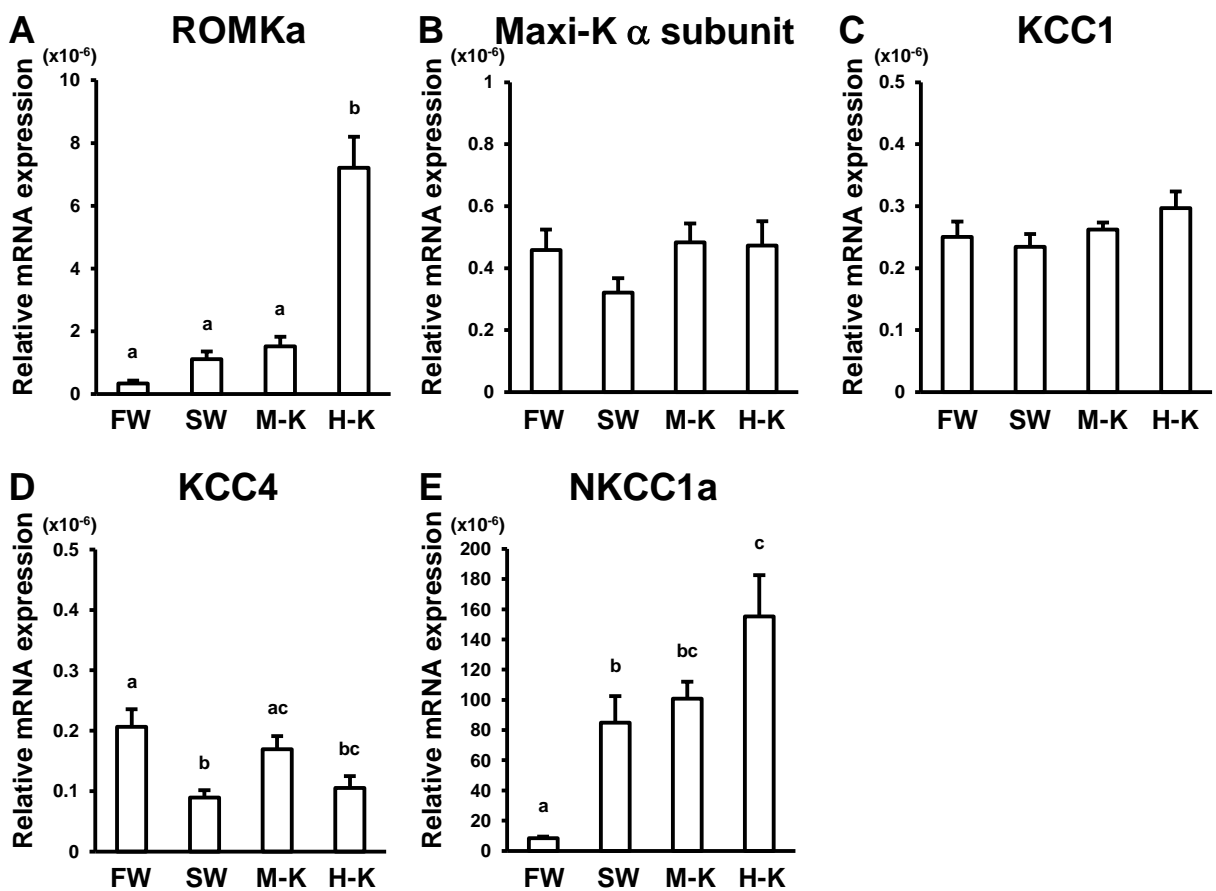 A
ROMKa
(x10-6)
Relative mRNA expression
10
8
6
4
2
0
a
a
a
b
FW SW M-K H-K
B
Maxi-K α subunit
(x10-6)
Relative mRNA expression
1
0.8
0.6
0.4
0.2
0
FW SW M-K H-K
C
KCC1
(x10-6)
Relative mRNA expression
0.5
0.4
0.3
0.2
0.1
0
FW SW M-K H-K
D
KCC4
(x10-6)
Relative mRNA expression
0.5
0.4
0.3
0.2
0.1
0
a
b
ac
bc
FW SW M-K H-K
E
NKCC1a
(x10-6)
Relative mRNA expression
200
180
160
140
120
100
80
60
40
20
0
a
b
bc
c
FW SW M-K H-K